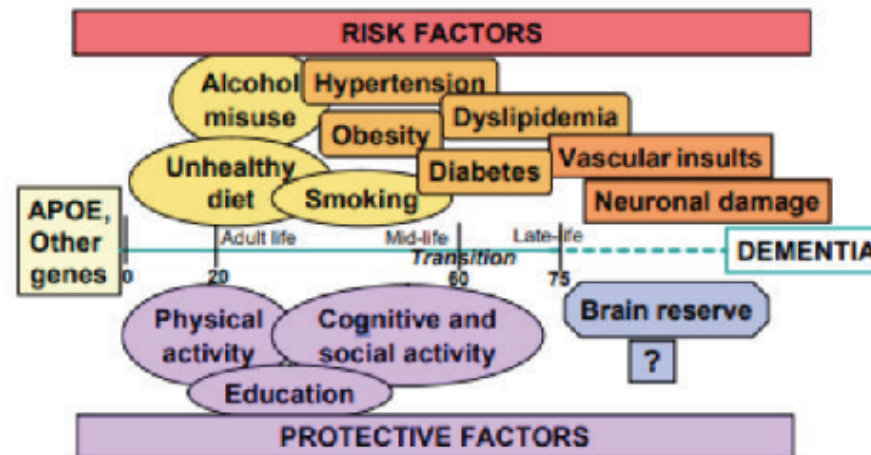 RISK FACTORS
Alcohol
misuse
Hypertension
Dyslipidemia
Obesity
Unhealthy
diet
Diabetes
Vascular insults
Smoking
Neuronal damage
APOE,
Other
genes
Adult life
Mid-life
Late-life
Transition
0
20
60
75
DEMENTIA
Physical
activity
Cognitive and
social activity
Brain reserve
?
Education
PROTECTIVE FACTORS